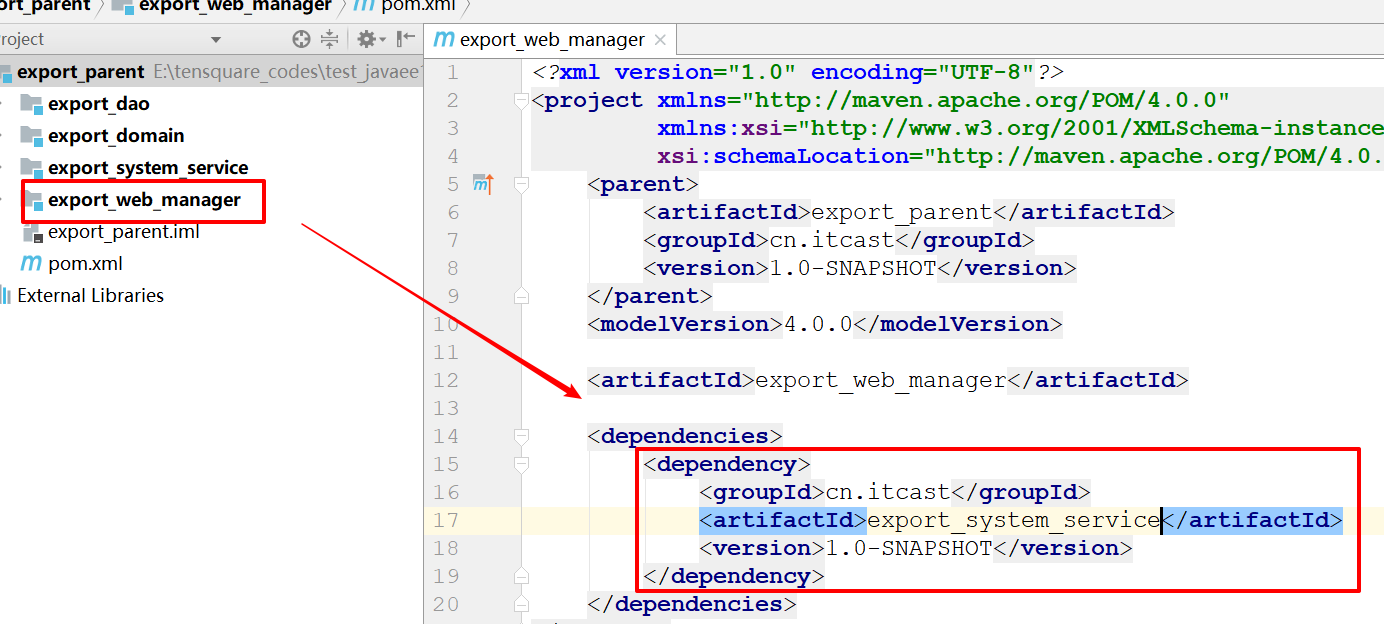 ort_parent export_web_manager m pom.xml
roject
export_parent E:\tensquare_codes\test_javaee
export_dao
export_domain
export_system_service
export_web_manager
export_parent.iml
m pom.xml
External Libraries
m export_web_manager
1 <?xml version="1.0" encoding="UTF-8"?>
2 <project xmlns="http://maven.apache.org/POM/4.0.0"
3 xmlns:xsi="http://www.w3.org/2001/XMLSchema-instance
4 xsi:schemaLocation="http://maven.apache.org/POM/4.0.
5 m <parent>
6 <artifactId>export_parent</artifactId>
7 <groupId>cn.itcast</groupId>
8 <version>1.0-SNAPSHOT</version>
9 </parent>
10 <modelVersion>4.0.0</modelVersion>
11
12 <artifactId>export_web_manager</artifactId>
13
14 <dependencies>
15 <dependency>
16 <groupId>cn.itcast</groupId>
17 <artifactId>export_system_service</artifactId>
18 <version>1.0-SNAPSHOT</version>
19 </dependency>
20 </dependencies>